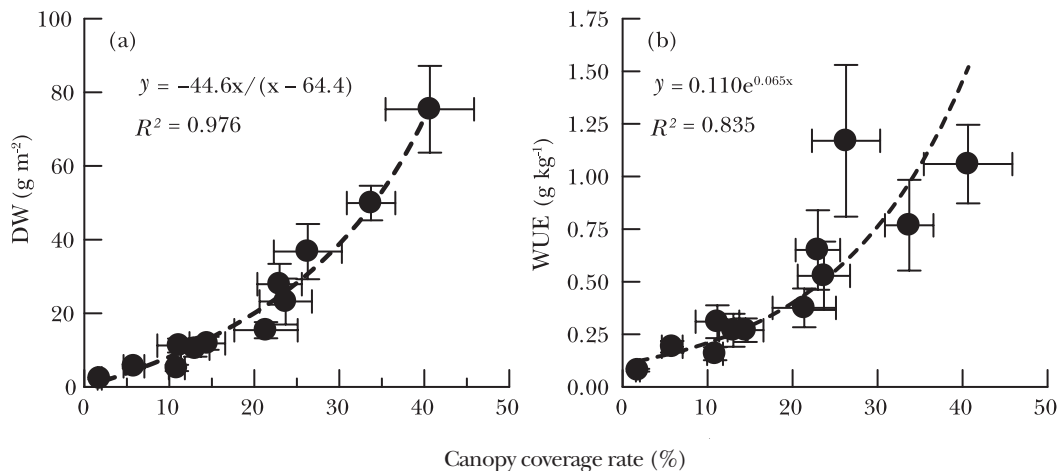 (a)
y = −44.6x/(x − 64.4)
R² = 0.976
DW (g m⁻²)
100
80
60
40
20
0
0 10 20 30 40 50
(b)
y = 0.110e⁰·⁰⁶⁵ˣ
R² = 0.835
WUE (g kg⁻¹)
1.75
1.50
1.25
1.00
0.75
0.50
0.25
0.00
0 10 20 30 40 50
Canopy coverage rate (%)